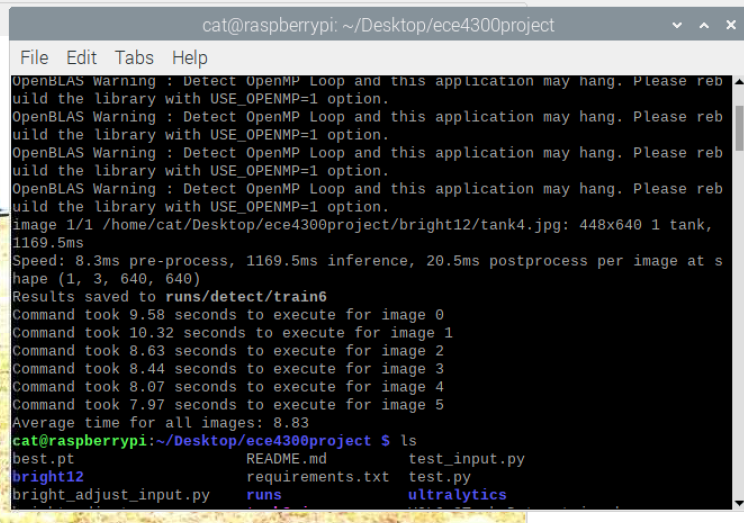 cat@raspberrypi: ~/Desktop/ece4300project
File Edit Tabs Help
OpenBLAS Warning : Detect OpenMP Loop and this application may hang. Please reb
uild the library with USE_OPENMP=1 option.
OpenBLAS Warning : Detect OpenMP Loop and this application may hang. Please reb
uild the library with USE_OPENMP=1 option.
OpenBLAS Warning : Detect OpenMP Loop and this application may hang. Please reb
uild the library with USE_OPENMP=1 option.
OpenBLAS Warning : Detect OpenMP Loop and this application may hang. Please reb
uild the library with USE_OPENMP=1 option.
image 1/1 /home/cat/Desktop/ece4300project/bright12/tank4.jpg: 448x640 1 tank,
1169.5ms
Speed: 8.3ms pre-process, 1169.5ms inference, 20.5ms postprocess per image at s
hape (1, 3, 640, 640)
Results saved to runs/detect/train6
Command took 9.58 seconds to execute for image 0
Command took 10.32 seconds to execute for image 1
Command took 8.63 seconds to execute for image 2
Command took 8.44 seconds to execute for image 3
Command took 8.07 seconds to execute for image 4
Command took 7.97 seconds to execute for image 5
Average time for all images: 8.83
cat@raspberrypi:~/Desktop/ece4300project $ ls
best.pt README.md test_input.py
bright12 requirements.txt test.py
bright_adjust_input.py runs ultralytics